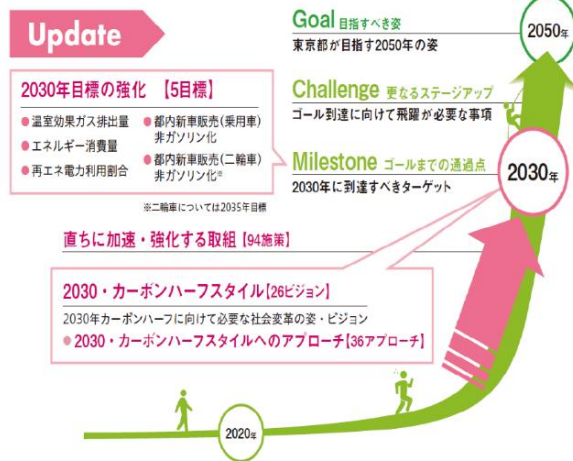 Update
2030年目標の強化 【5目標】
●温室効果ガス排出量
●エネルギー消費量
●再エネ電力利用割合
●都内新車販売(乗用車)
非ガソリン化
●都内新車販売(二輪車)
非ガソリン化※
※二輪車については2035年目標
Goal 目指すべき姿
東京都が目指す2050年の姿
2050年
Challenge 更なるステージアップ
ゴール到達に向けて飛躍が必要な事項
Milestone ゴールまでの通過点
2030年に到達すべきターゲット
2030年
直ちに加速・強化する取組【94施策】
2030・カーボンハーフスタイル【26ビジョン】
2030年カーボンハーフに向けて必要な社会変革の姿・ビジョン
●2030・カーボンハーフスタイルへのアプローチ【36アプローチ】
2020年